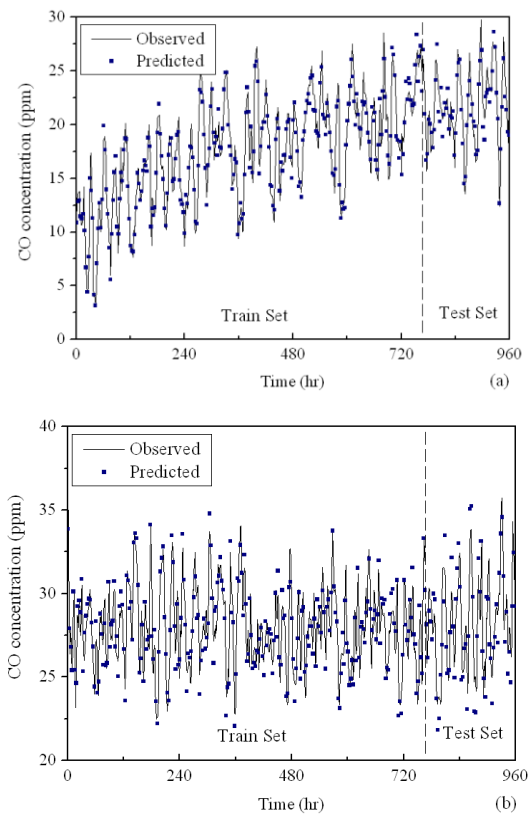 30
25
20
15
10
5
0
CO concentration (ppm)
Observed
Predicted
Train Set
Test Set
0 240 480 720 960
Time (hr)
(a)
40
35
30
25
20
CO concentration (ppm)
Observed
Predicted
Train Set
Test Set
0 240 480 720 960
Time (hr)
(b)